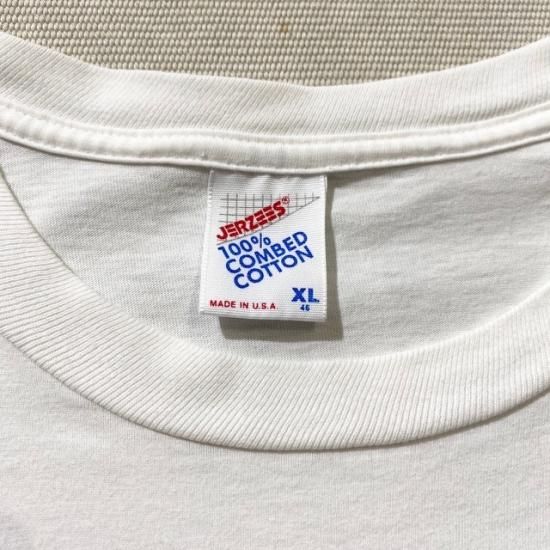 JERZEES®
100%
COMBED
COTTON
XL
46
MADE IN U.S.A.